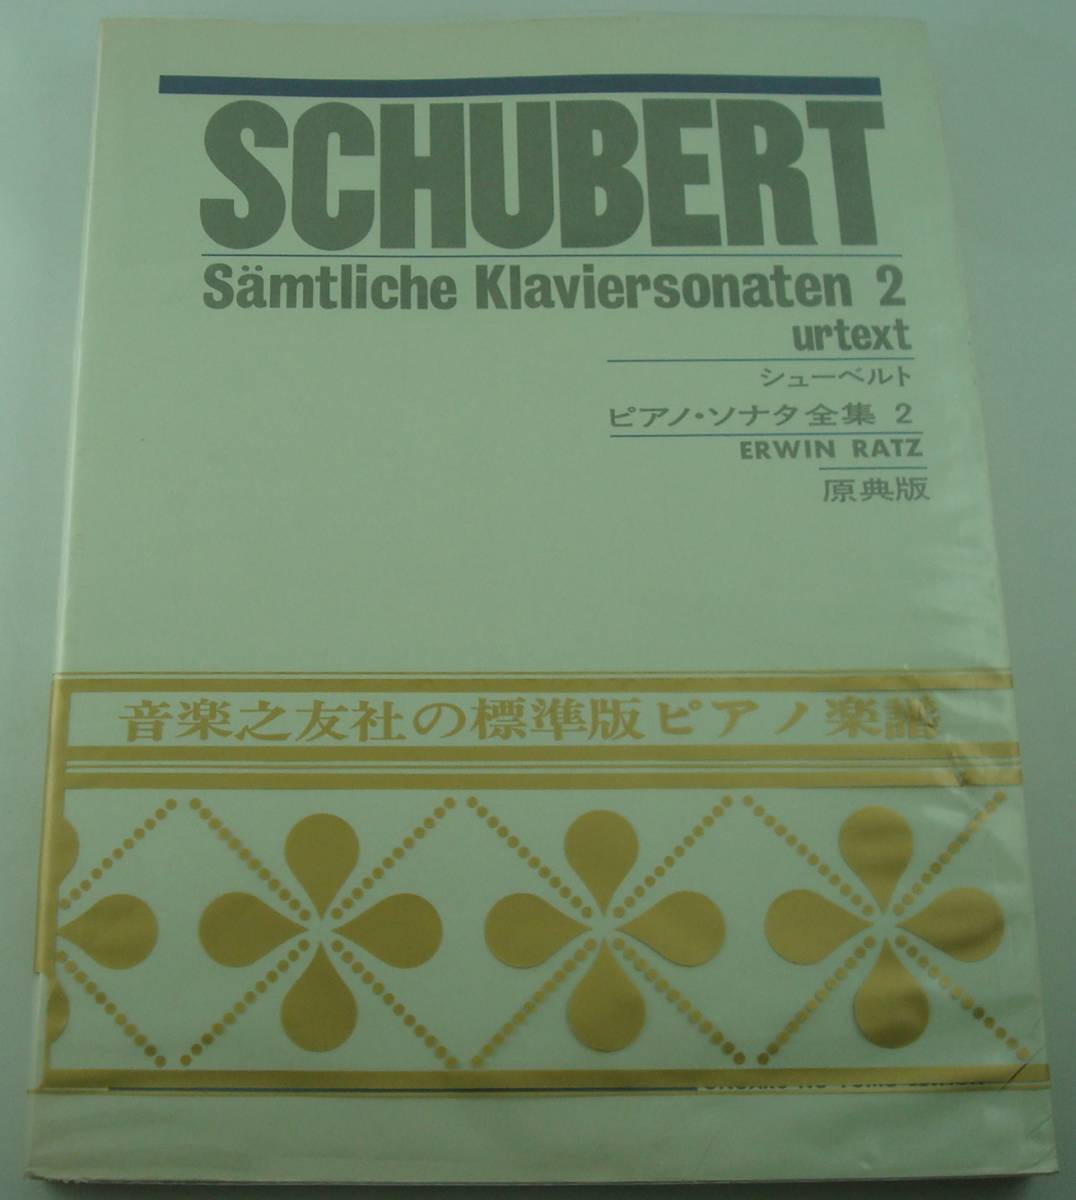 SCHUBERT
Sämtliche Klaviersonaten 2
urtext
シューベルト
ピアノ・ソナタ全集 2
ERWIN RATZ
原典版
音楽之友社の標準版ピアノ楽譜